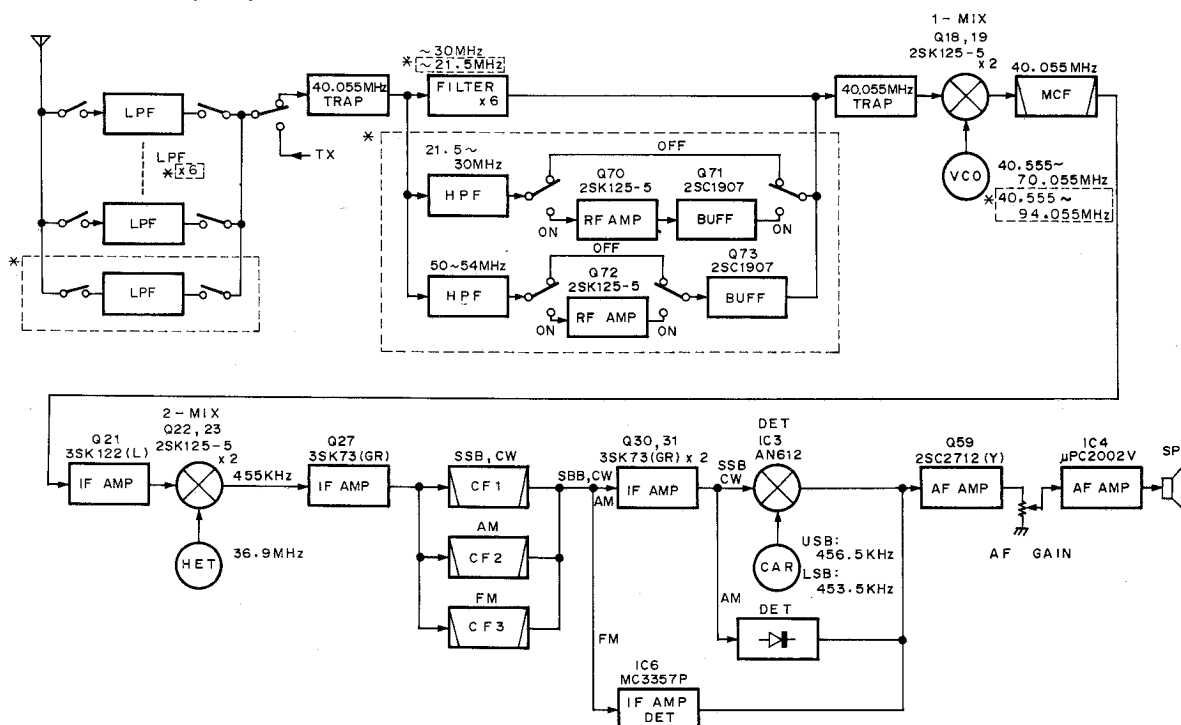 1-MIX
Q18, 19
2SK125-5
x2
~30MHz
* ~21.5MHz
FILTER
x6
40.055MHz
TRAP
40.055MHz
TRAP
40.055MHz
MCF
LPF
LPF
* x6
LPF
*
LPF
TX
*
21.5~
30MHz
HPF
OFF
Q70
2SK125-5
RF AMP
Q71
2SC1907
BUFF
ON
ON
50~54MHz
HPF
OFF
Q72
2SK125-5
RF AMP
ON
ON
Q73
2SC1907
BUFF
VCO
40.555~
70.055MHz
* 40.555~
94.055MHz
Q21
3SK122(L)
IF AMP
2-MIX
Q22, 23
2SK125-5
x2
455KHz
HET
36.9MHz
Q27
3SK73(GR)
IF AMP
SSB, CW
CF1
AM
CF2
FM
CF3
SBB, CW
AM
FM
Q30, 31
3SK73(GR) x 2
IF AMP
SSB
CW
AM
DET
IC3
AN612
CAR
USB:
456.5KHz
LSB:
453.5KHz
DET
IC6
MC3357P
IF AMP
DET
Q59
2SC2712(Y)
AF AMP
AF GAIN
IC4
μPC2002V
AF AMP
SP